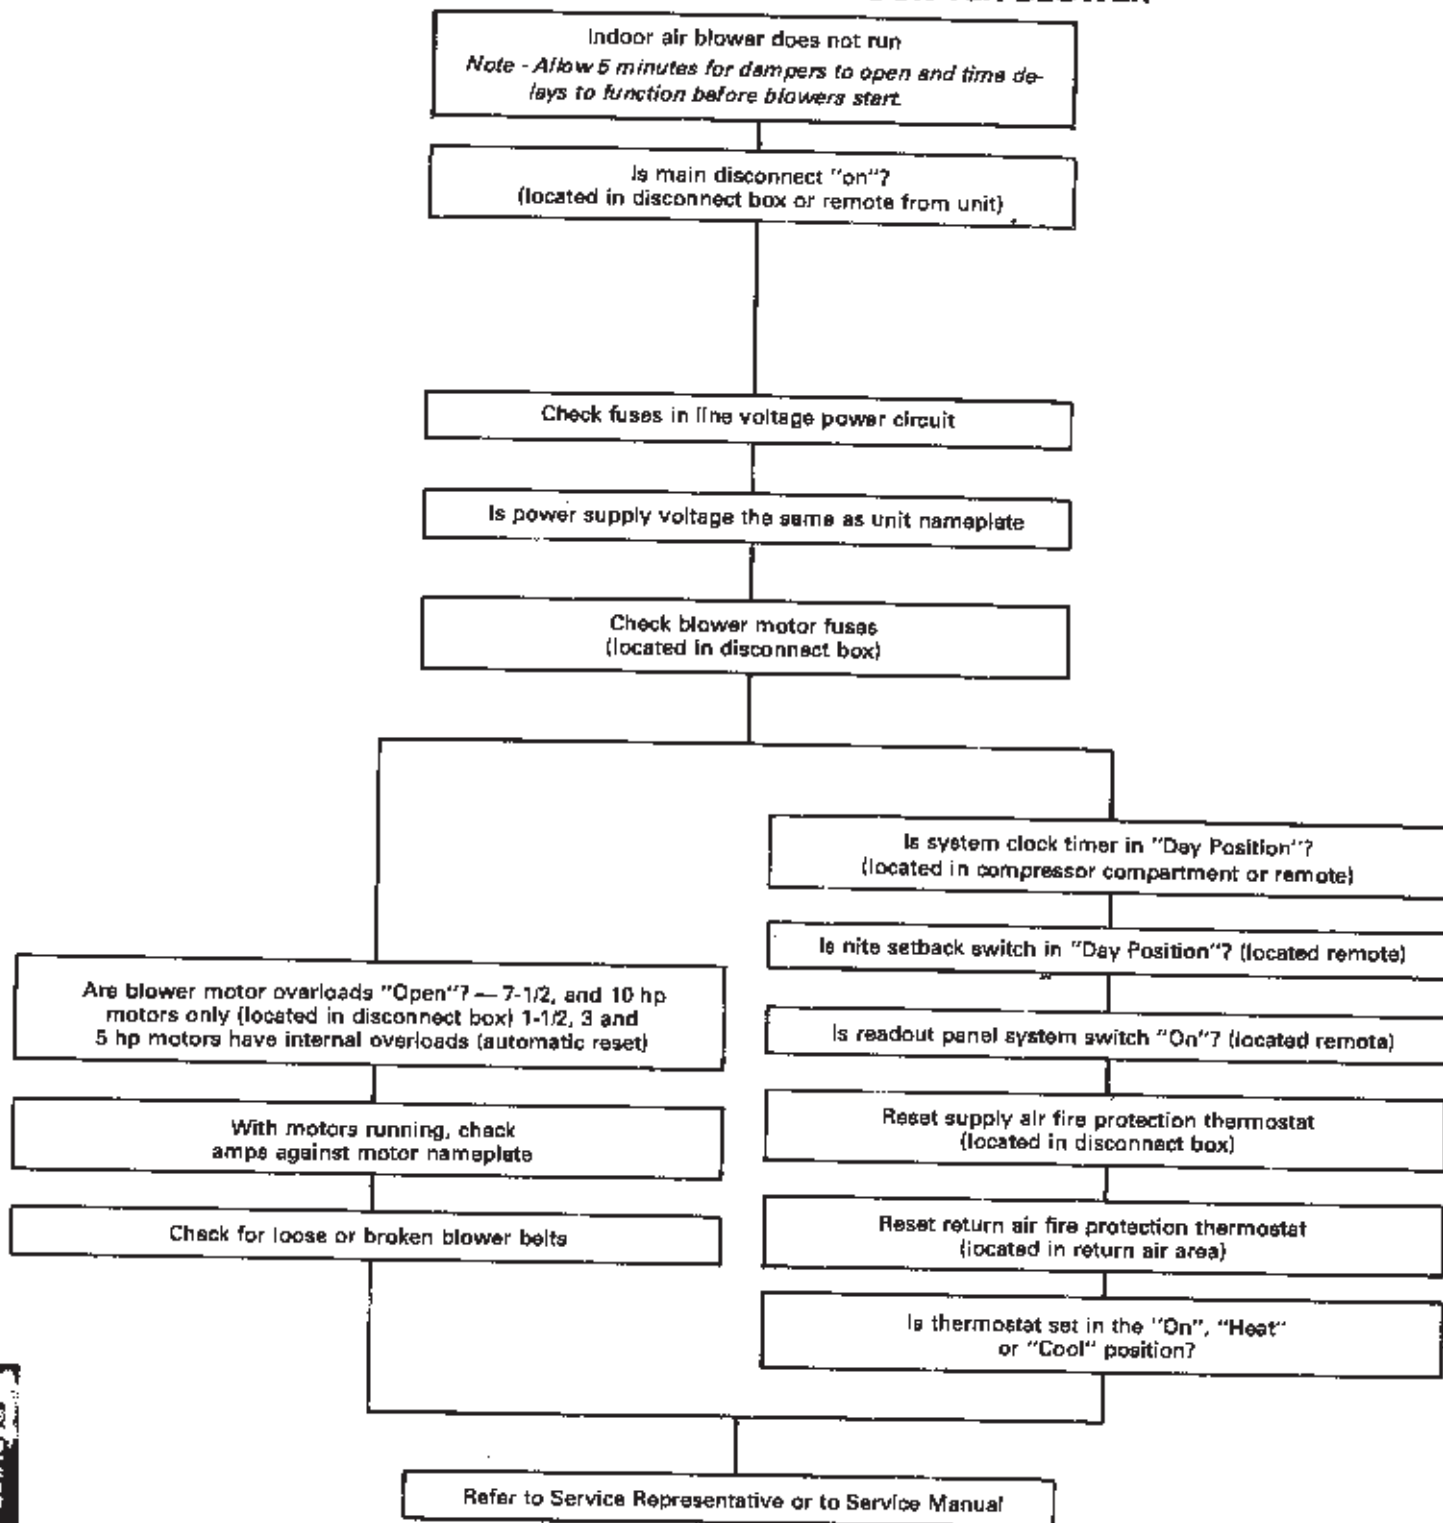 Indoor air blower does not run
Note - Allow 5 minutes for dampers to open and time de-
lays to function before blowers start.
Is main disconnect "on"?
(located in disconnect box or remote from unit)
Check fuses in line voltage power circuit
Is power supply voltage the same as unit nameplate
Check blower motor fuses
(located in disconnect box)
Is system clock timer in "Day Position"?
(located in compressor compartment or remote)
Is nite setback switch in "Day Position"? (located remote)
Is readout panel system switch "On"? (located remote)
Reset supply air fire protection thermostat
(located in disconnect box)
Reset return air fire protection thermostat
(located in return air area)
Is thermostat set in the "On", "Heat"
or "Cool" position?
Are blower motor overloads "Open"? — 7-1/2, and 10 hp
motors only (located in disconnect box) 1-1/2, 3 and
5 hp motors have internal overloads (automatic reset)
With motors running, check
amps against motor nameplate
Check for loose or broken blower belts
Refer to Service Representative or to Service Manual